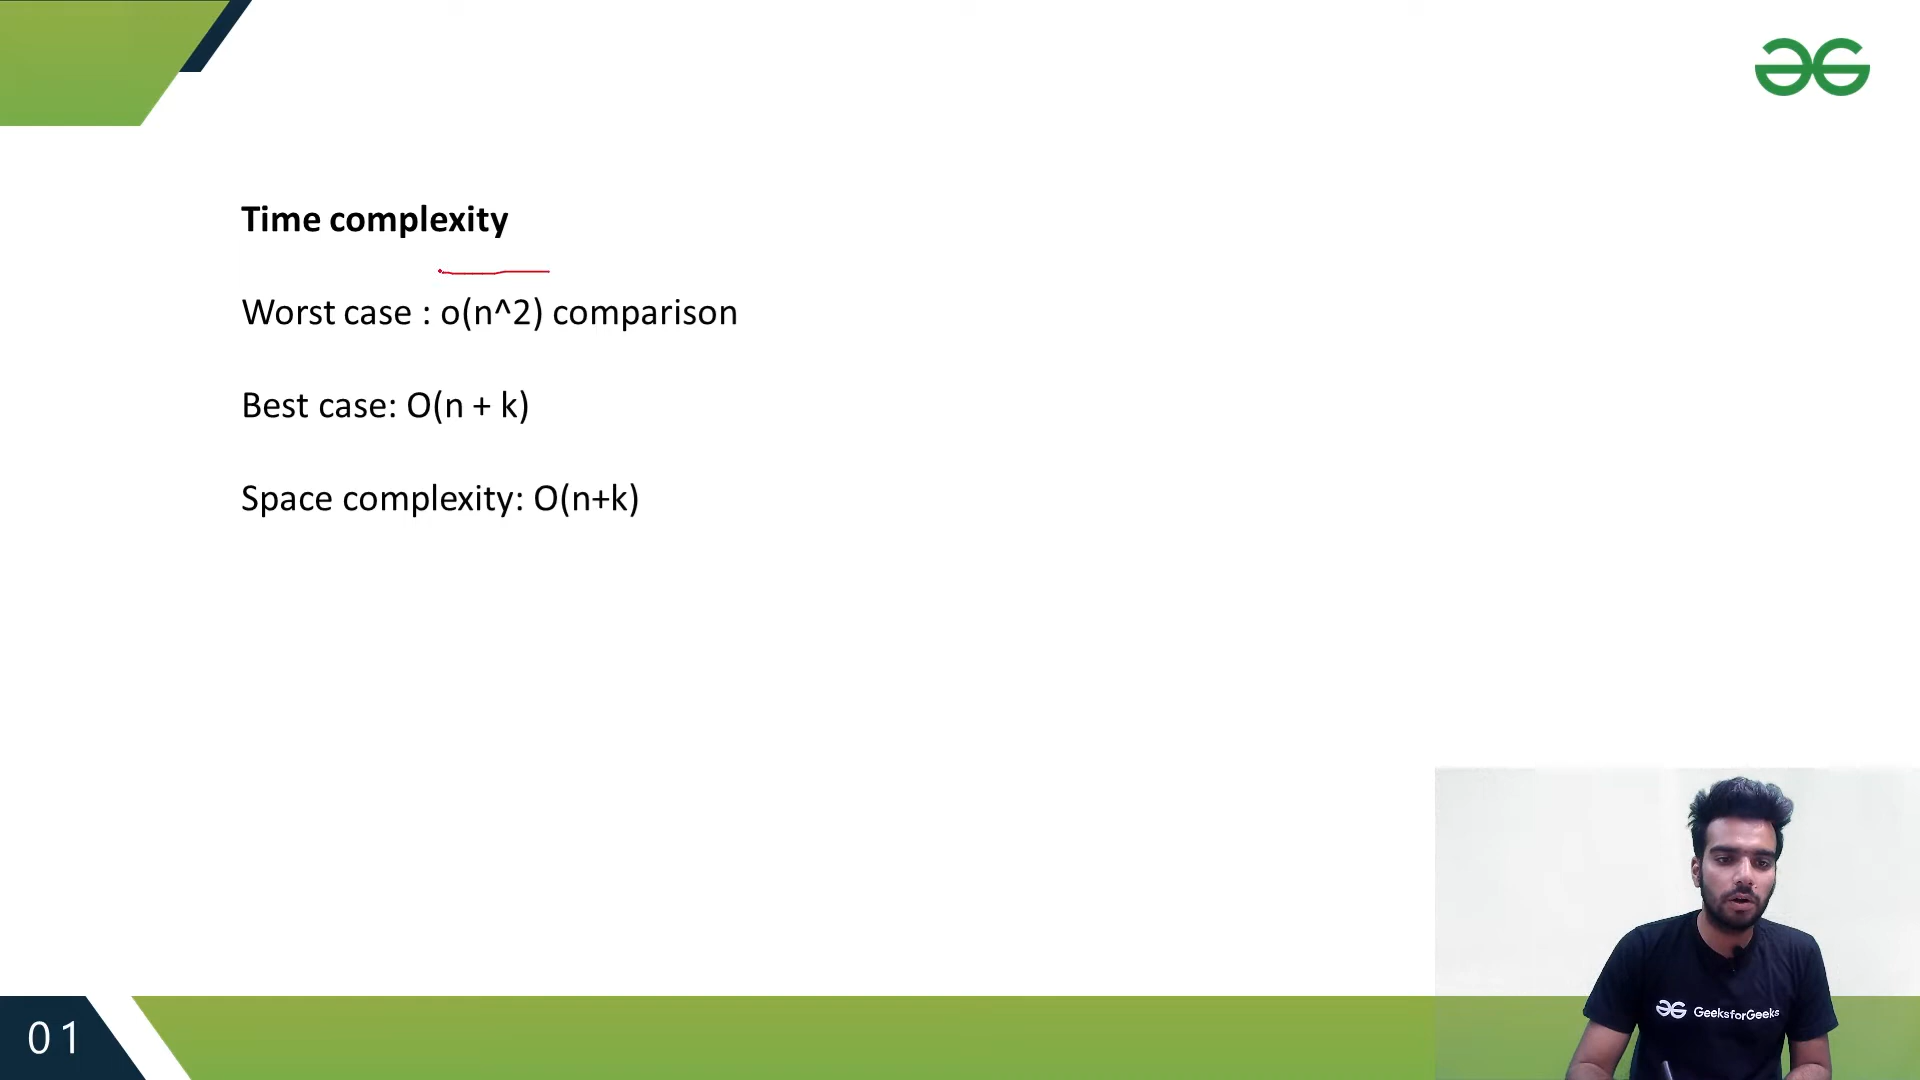 Time complexity
Worst case : o(n^2) comparison
Best case: O(n + k)
Space complexity: O(n+k)
GeeksforGeeks
01